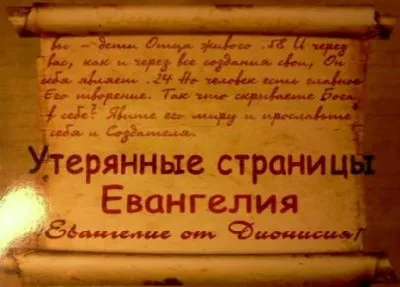 вы - дети Отца живого .58 И через
вас, как и через все создания свои, Он
себя являет .24 Но человек есть главное
Его творение. Так что скриваете Бога
в себе? Явите его миру и прославьте
себя и Создателя.
Утерянные страницы
Евангелия
Евангелие от Дионисия